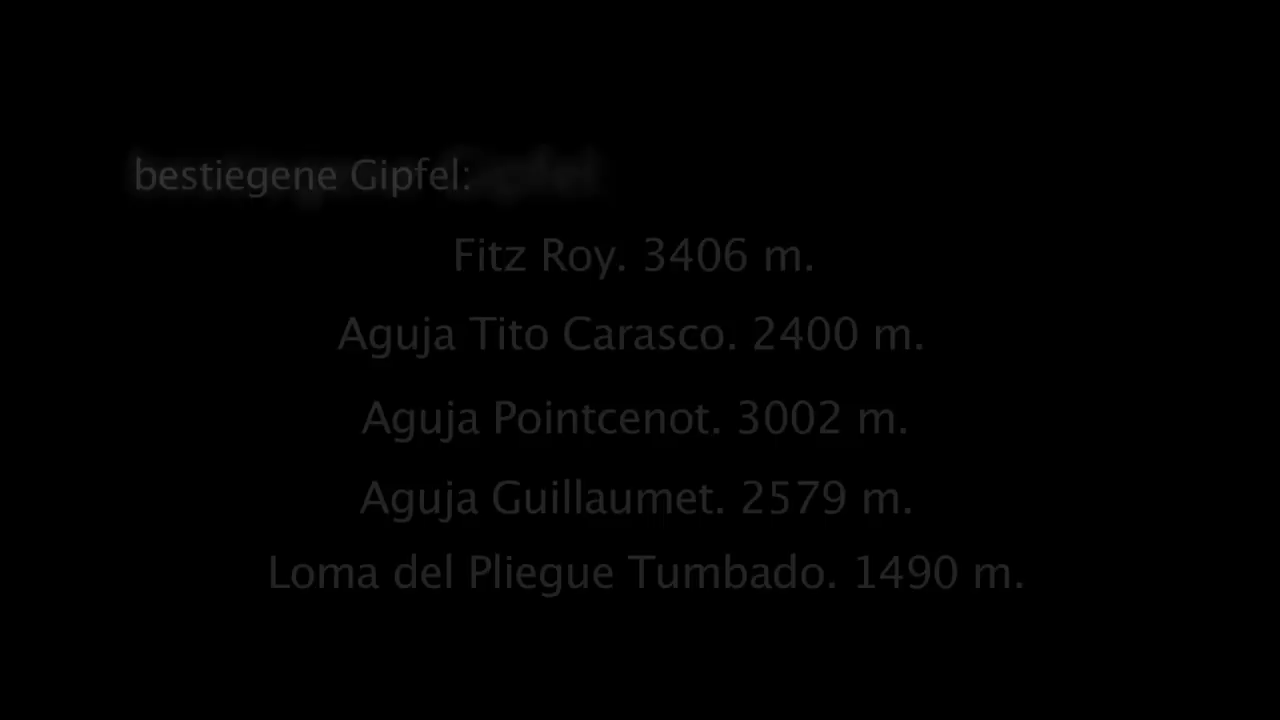 bestiegene Gipfel:
Fitz Roy. 3406 m.
Aguja Tito Carasco. 2400 m.
Aguja Pointcenot. 3002 m.
Aguja Guillaumet. 2579 m.
Loma del Pliegue Tumbado. 1490 m.